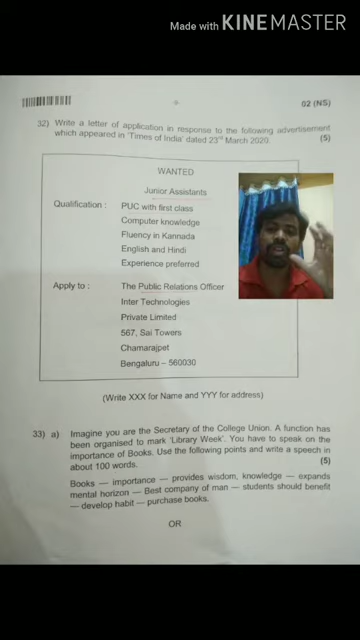 Made with KINEMASTER
02 (NS)
32) Write a letter of application in response to the following advertisement
which appeared in 'Times of India' dated 23rd March 2020. (5)
WANTED
Junior Assistants
Qualification : PUC with first class
Computer knowledge
Fluency in Kannada
English and Hindi
Experience preferred
Apply to : The Public Relations Officer
Inter Technologies
Private Limited
567, Sai Towers
Chamarajpet
Bengaluru – 560030
(Write XXX for Name and YYY for address)
33) a) Imagine you are the Secretary of the College Union. A function has
been organised to mark 'Library Week'. You have to speak on the
importance of Books. Use the following points and write a speech in
about 100 words. (5)
Books — importance — provides wisdom, knowledge — expands
mental horizon — Best company of man — students should benefit
— develop habit — purchase books.
OR